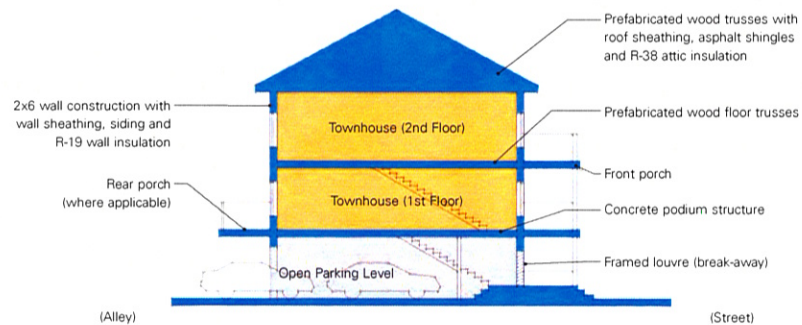 Prefabricated wood trusses with
roof sheathing, asphalt shingles
and R-38 attic insulation
2x6 wall construction with
wall sheathing, siding and
R-19 wall insulation
Prefabricated wood floor trusses
Townhouse (2nd Floor)
Front porch
Rear porch
(where applicable)
Townhouse (1st Floor)
Concrete podium structure
Framed louvre (break-away)
Open Parking Level
(Alley)
(Street)